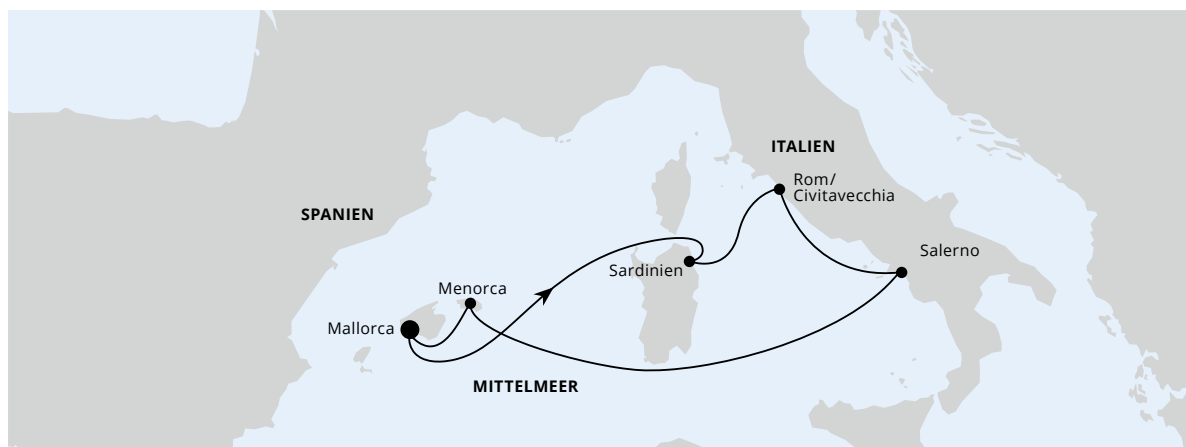 ITALIEN
Rom/
Civitavecchia
SPANIEN
Salerno
Sardinien
Menorca
Mallorca
MITTELMEER